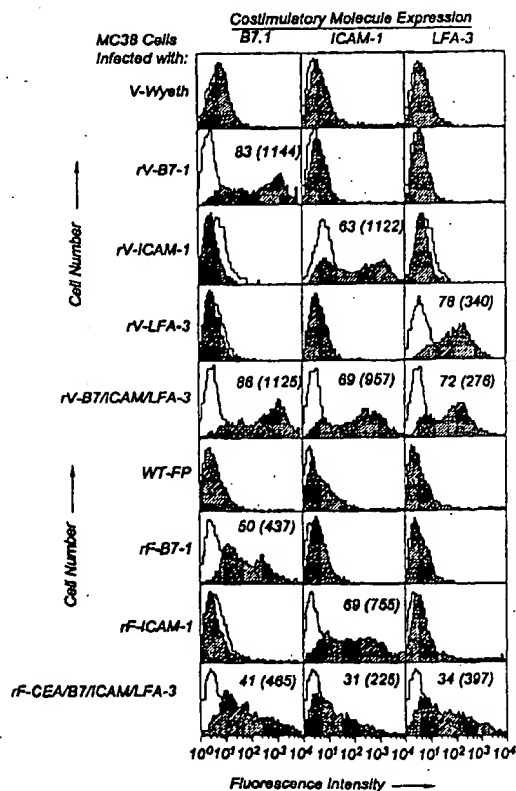 Costimulatory Molecule Expression
MC38 Cells
Infected with:
B7.1 ICAM-1 LFA-3
V-Wyeth
rV-B7-1 83 (1144)
rV-ICAM-1 63 (1122)
rV-LFA-3 78 (340)
rV-B7/ICAM/LFA-3 86 (1125) 69 (957) 72 (276)
WT-FP
rF-B7-1 50 (437)
rF-ICAM-1 69 (755)
rF-CEA/B7/ICAM/LFA-3 41 (465) 31 (225) 34 (397)
Cell Number
Cell Number
10⁰10¹10²10³10⁴ 10¹10²10³10⁴ 10¹10²10³10⁴
Fluorescence Intensity